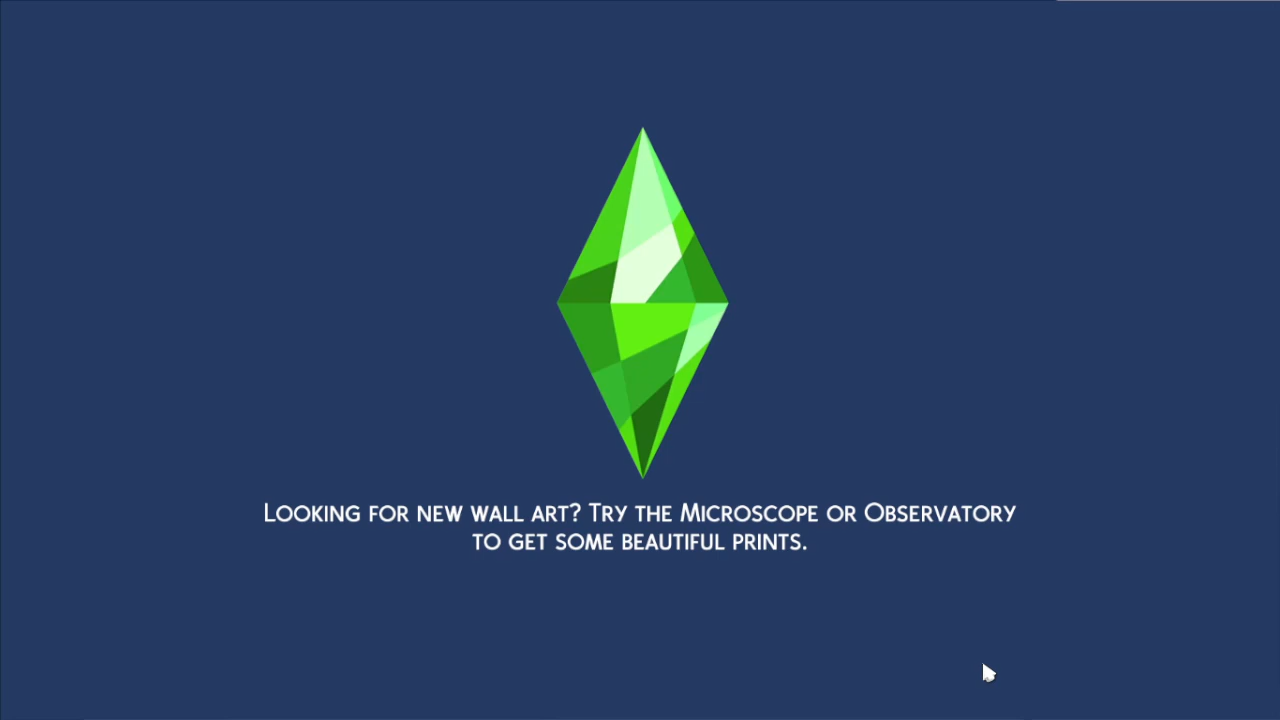 Looking for new wall art? Try the Microscope or Observatory
to get some beautiful prints.